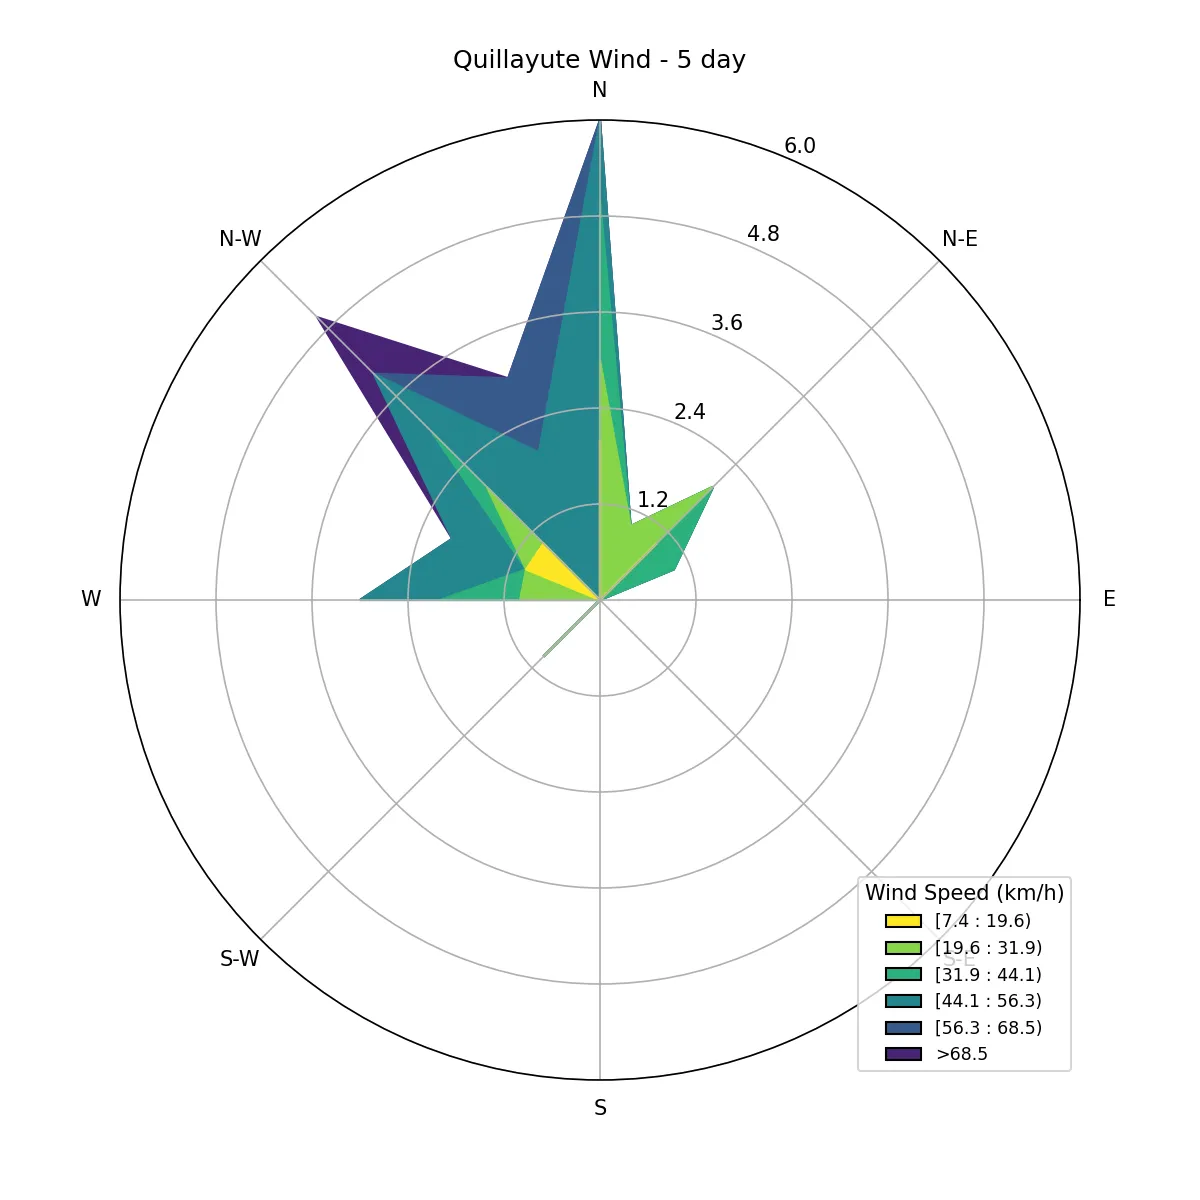 Quillayute Wind - 5 day
N
6.0
N-W
N-E
4.8
3.6
2.4
1.2
W
E
Wind Speed (km/h)
[7.4 : 19.6)
[19.6 : 31.9)
S-W
S-E
[31.9 : 44.1)
[44.1 : 56.3)
[56.3 : 68.5)
>68.5
S